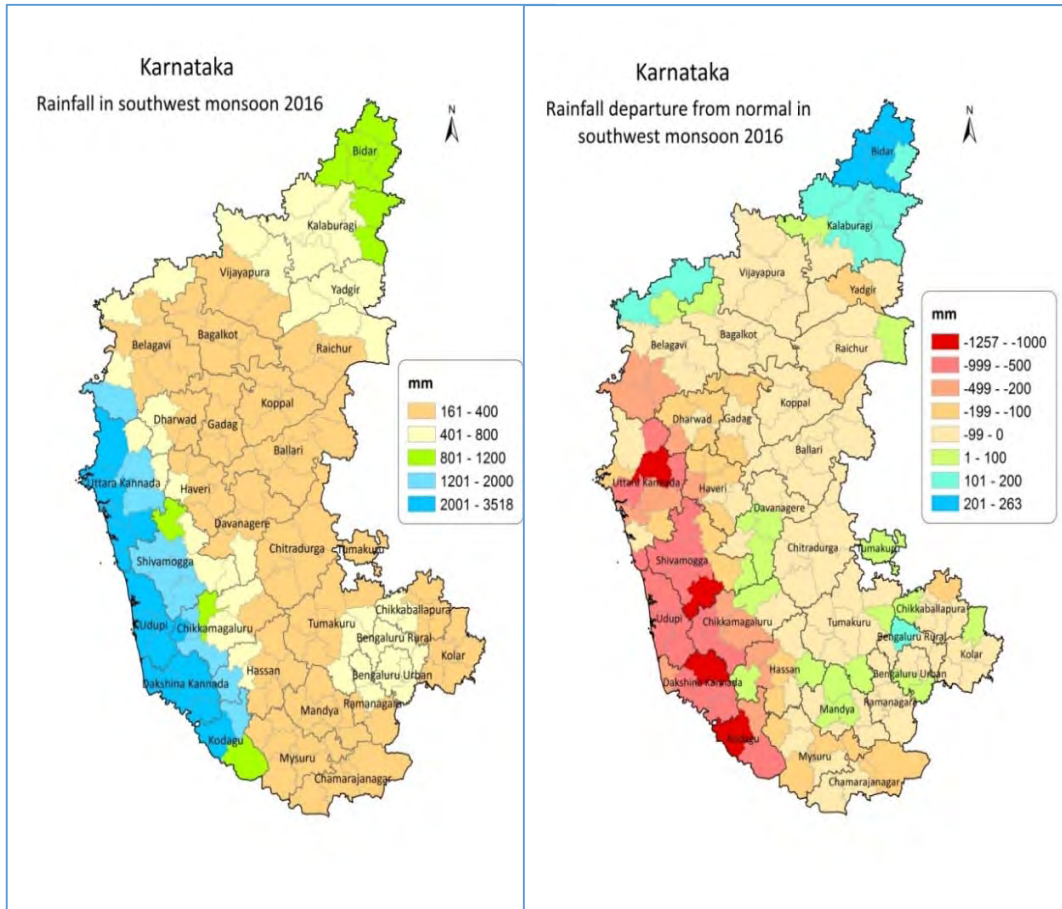 Karnataka
Rainfall in southwest monsoon 2016
N
Bidar
Kalaburagi
Vijayapura
Yadgir
Bagalkot
Belagavi
Raichur
Koppal
Dharwad
Gadag
Ballari
Uttara Kannada
Haveri
Davanagere
Chitradurga
Tumakuru
Shivamogga
Chikkaballapura
Udupi
Chikkamagaluru
Tumakuru
Bengaluru Rural
Kolar
Hassan
Bengaluru Urban
Dakshina Kannada
Ramanagara
Mandya
Kodagu
Mysuru
Chamarajanagar
mm
161 - 400
401 - 800
801 - 1200
1201 - 2000
2001 - 3518
Karnataka
Rainfall departure from normal in
southwest monsoon 2016
N
Bidar
Kalaburagi
Vijayapura
Yadgir
Bagalkot
Belagavi
Raichur
Koppal
Dharwad
Gadag
Ballari
Uttara Kannada
Haveri
Davanagere
Chitradurga
Tumakuru
Shivamogga
Chikkaballapura
Udupi
Chikkamagaluru
Tumakuru
Bengaluru Rural
Kolar
Hassan
Bengaluru Urban
Dakshina Kannada
Ramanagara
Mandya
Kodagu
Mysuru
Chamarajanagar
mm
-1257 - -1000
-999 - -500
-499 - -200
-199 - -100
-99 - 0
1 - 100
101 - 200
201 - 263